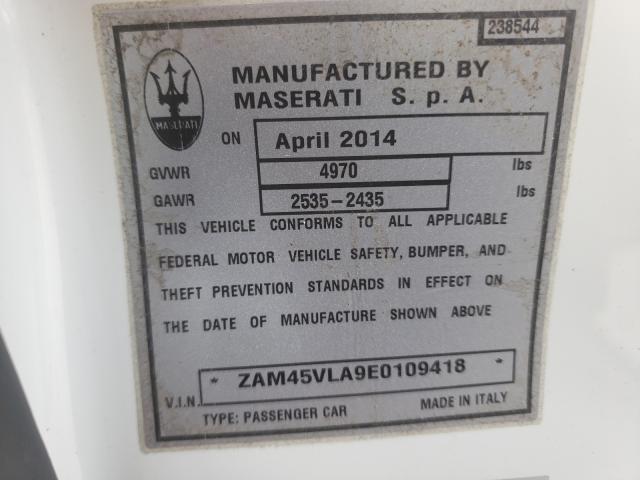 238544
MANUFACTURED BY
MASERATI S. p. A.
MASERATI
ON April 2014
GVWR 4970 lbs
GAWR 2535-2435 lbs
THIS VEHICLE CONFORMS TO ALL APPLICABLE
FEDERAL MOTOR VEHICLE SAFETY, BUMPER, AND
THEFT PREVENTION STANDARDS IN EFFECT ON
THE DATE OF MANUFACTURE SHOWN ABOVE
V.I.N. * ZAM45VLA9E0109418 *
TYPE: PASSENGER CAR MADE IN ITALY